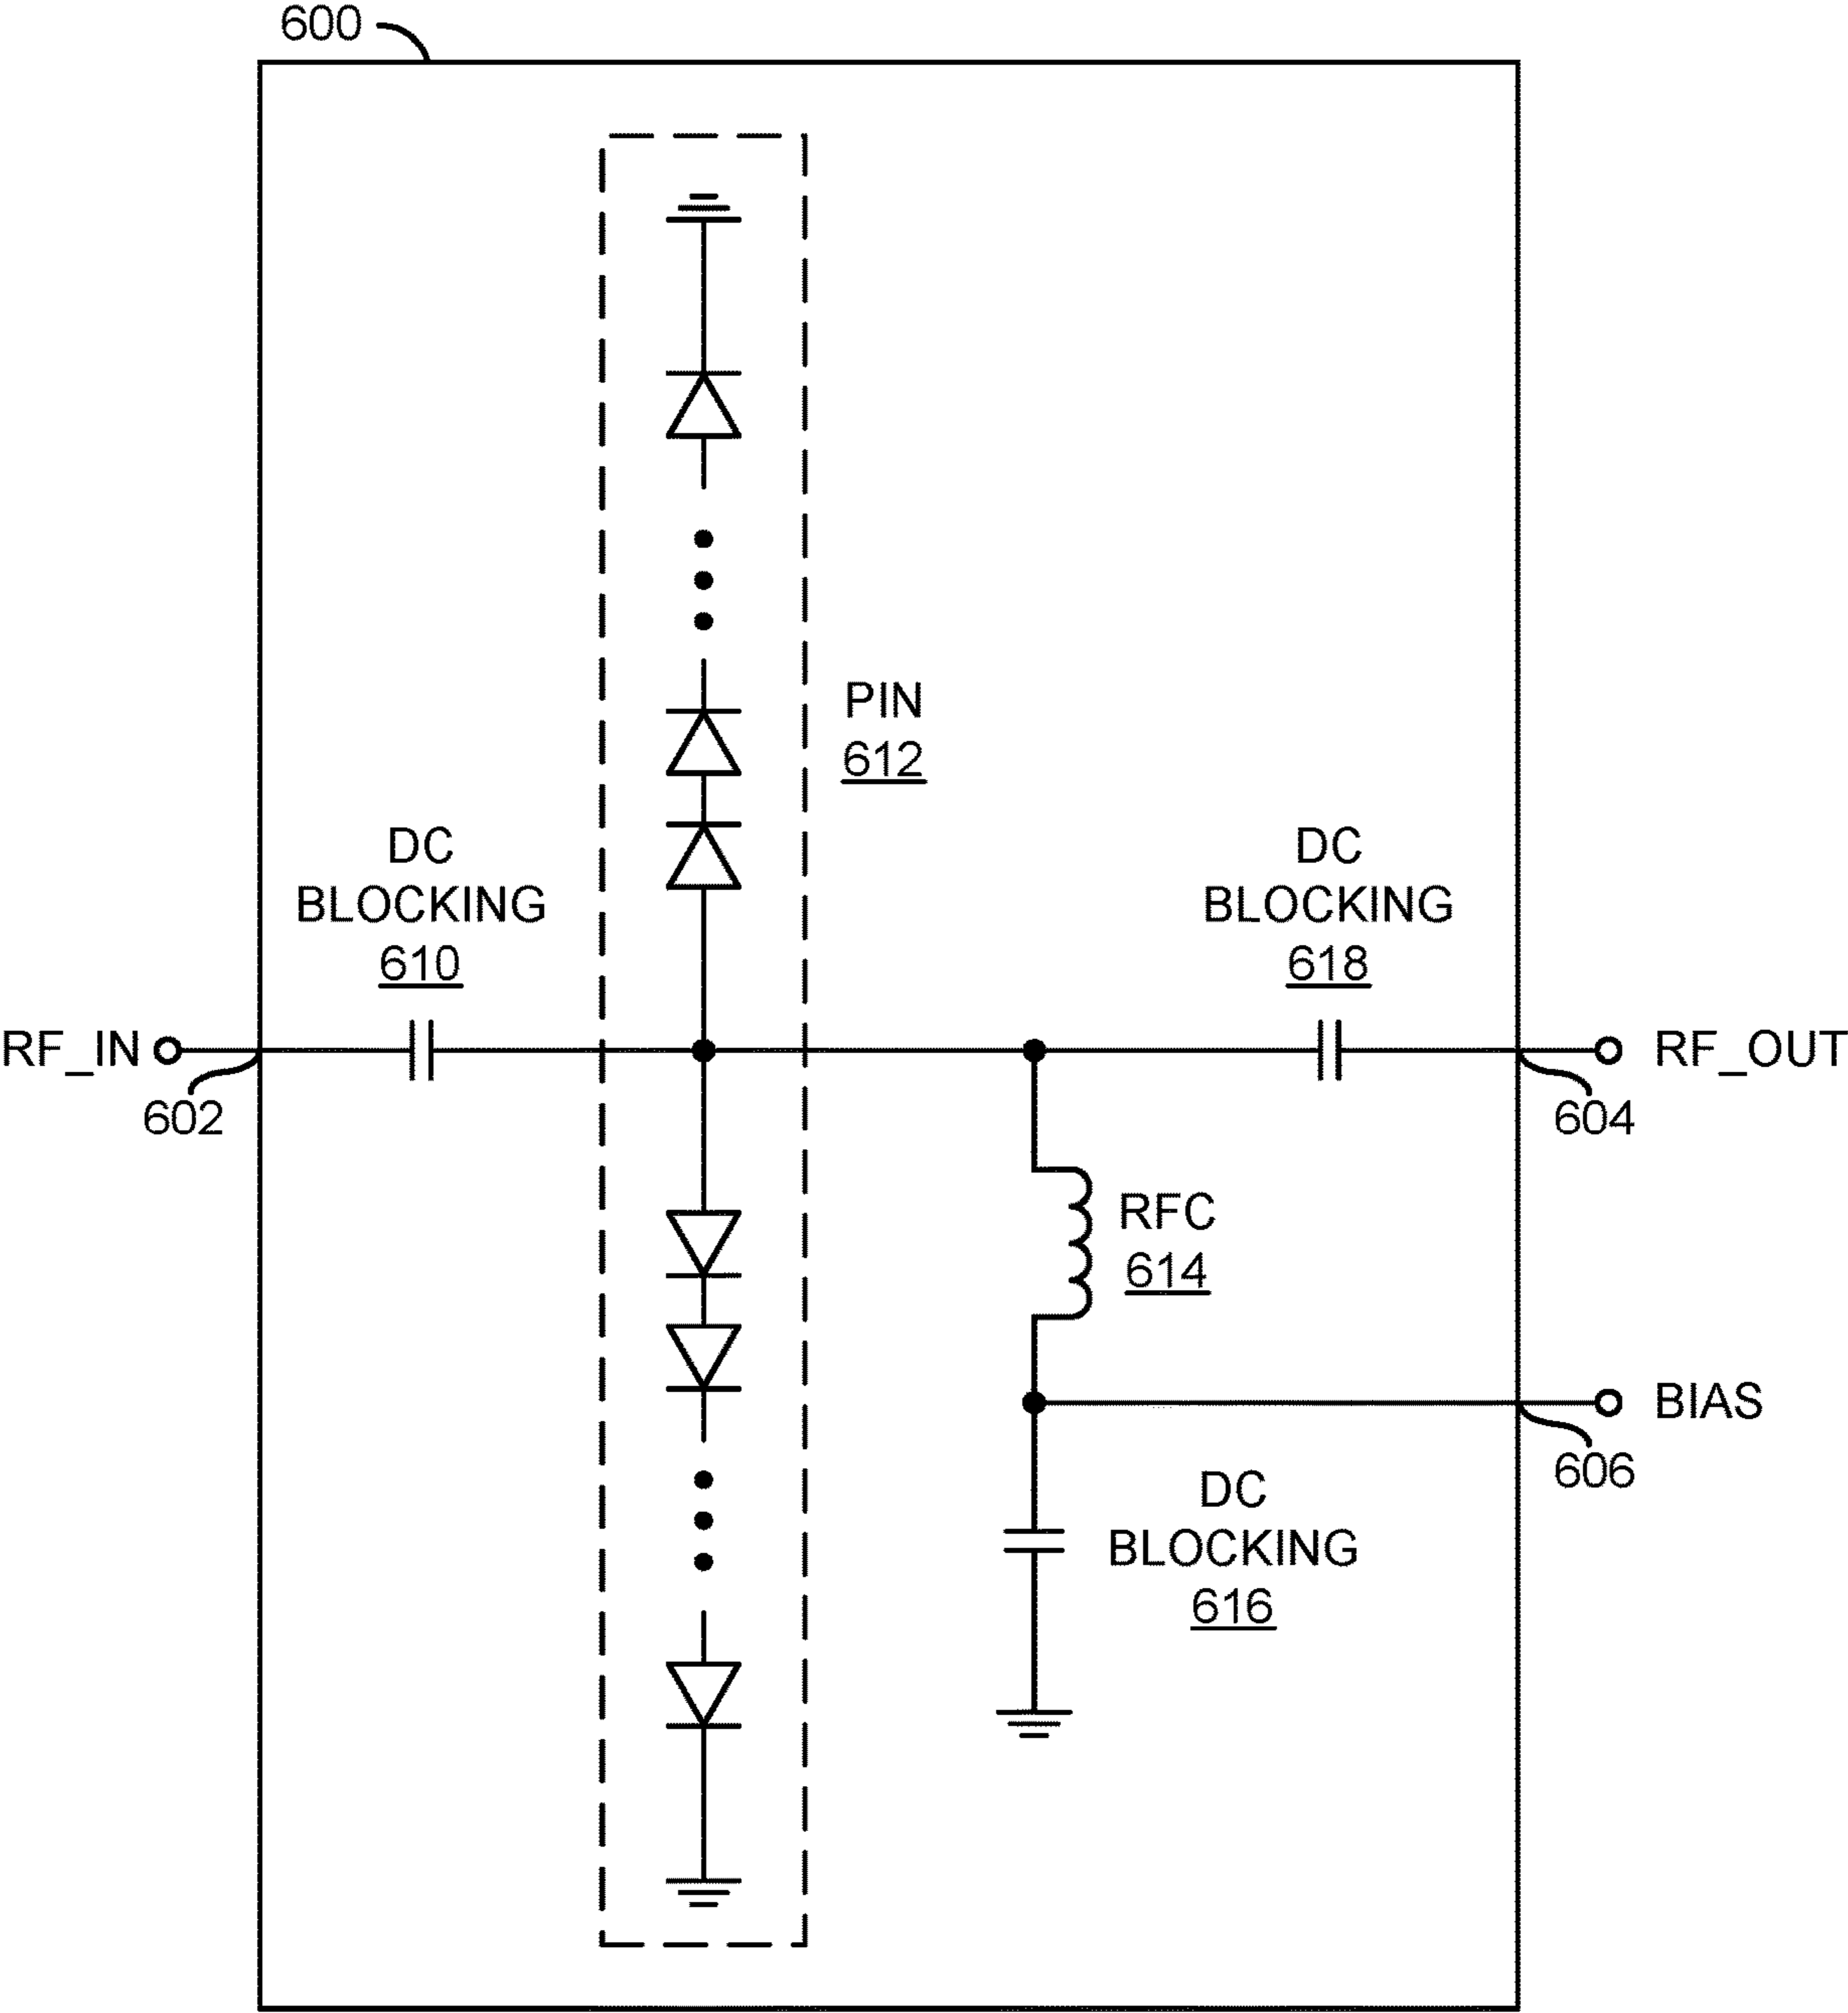 600
PIN
612
DC
BLOCKING
610
DC
BLOCKING
618
RF_IN
RF_OUT
602
604
RFC
614
BIAS
606
DC
BLOCKING
616